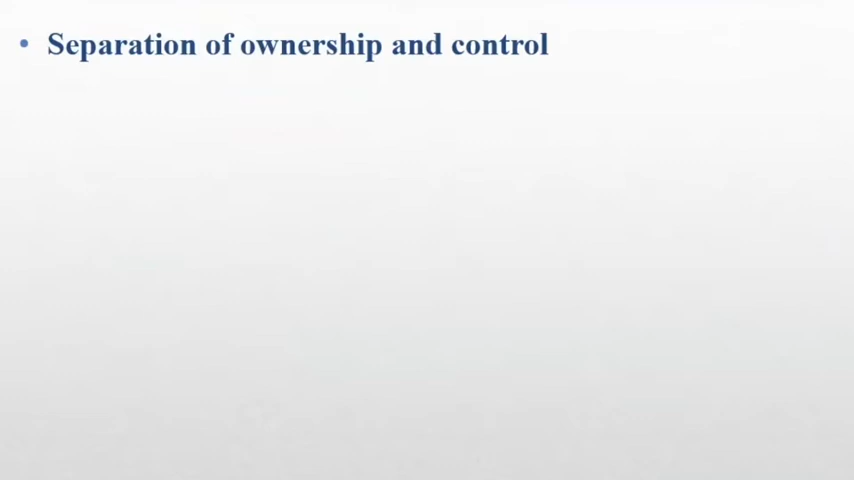 • Separation of ownership and control